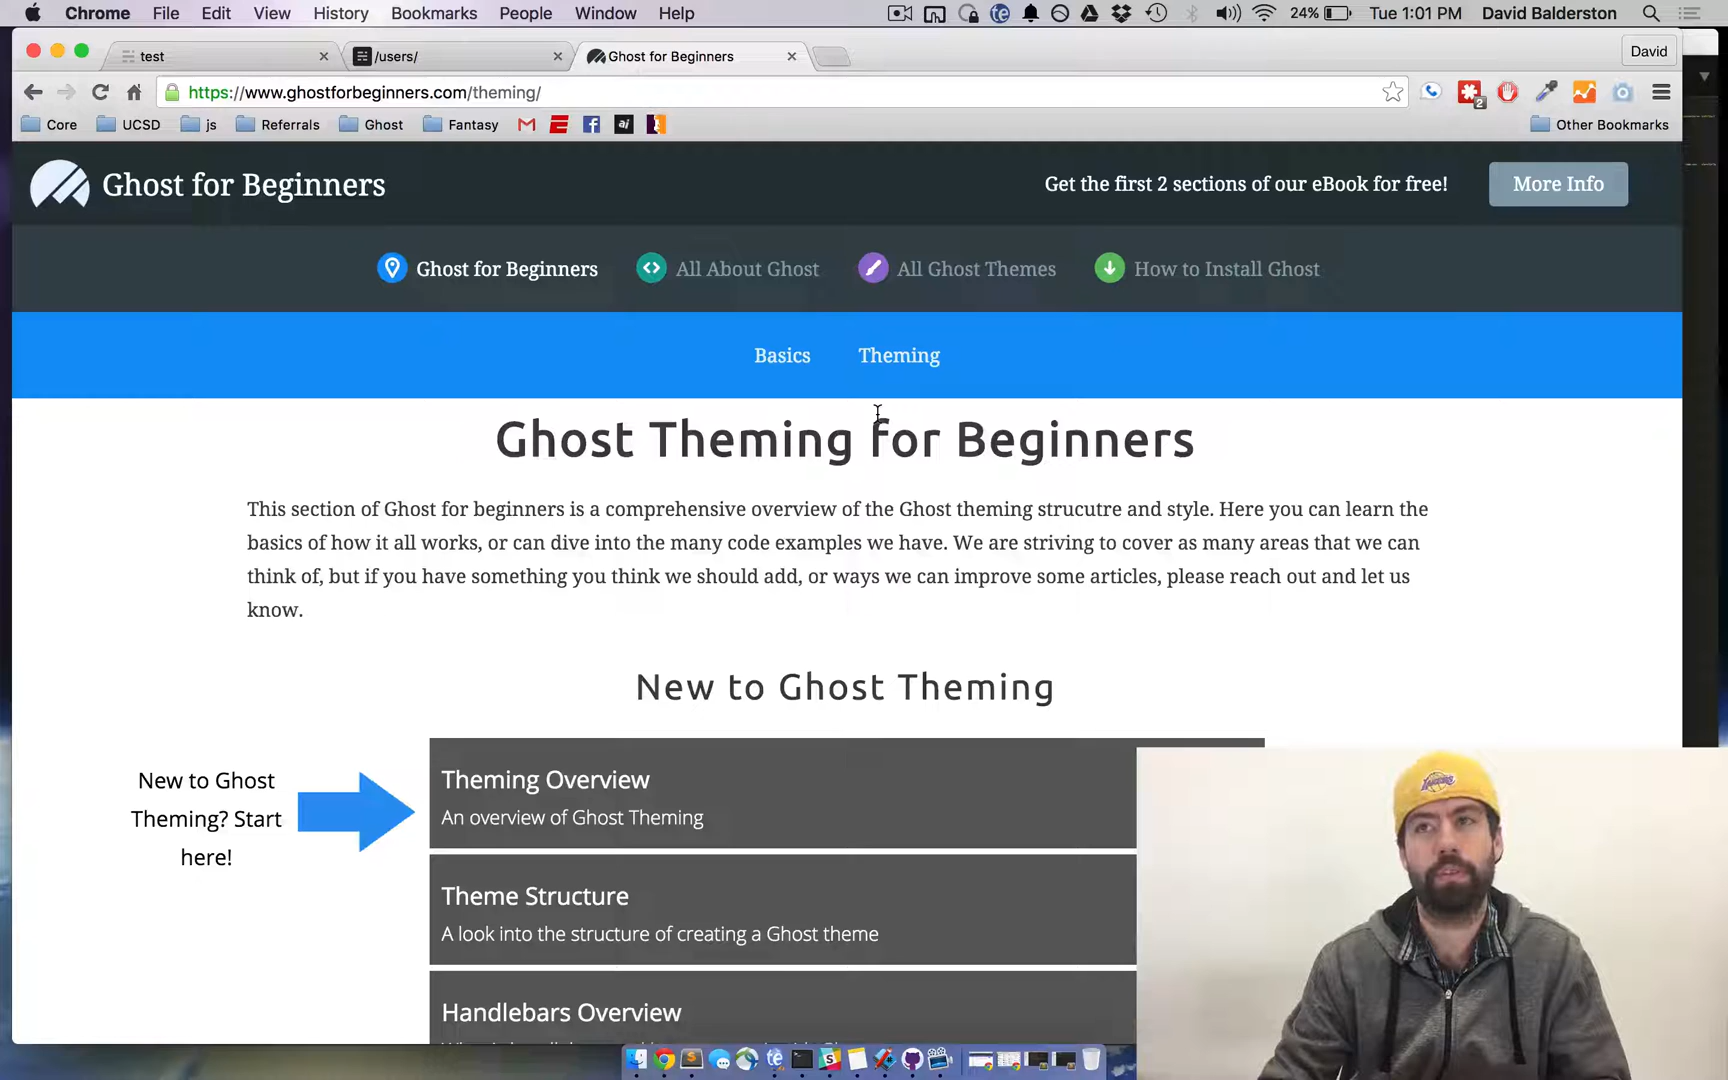 Chrome File Edit View History Bookmarks People Window Help 24% Tue 1:01 PM David Balderston
test /users/ Ghost for Beginners David
https://www.ghostforbeginners.com/theming/
2
Core UCSD js Referrals Ghost Fantasy ai Other Bookmarks
Ghost for Beginners Get the first 2 sections of our eBook for free! More Info
Ghost for Beginners All About Ghost All Ghost Themes How to Install Ghost
Basics Theming
Ghost Theming for Beginners
This section of Ghost for beginners is a comprehensive overview of the Ghost theming strucutre and style. Here you can learn the
basics of how it all works, or can dive into the many code examples we have. We are striving to cover as many areas that we can
think of, but if you have something you think we should add, or ways we can improve some articles, please reach out and let us
know.
New to Ghost Theming
New to Ghost
Theming? Start
here!
Theming Overview
An overview of Ghost Theming
Theme Structure
A look into the structure of creating a Ghost theme
Handlebars Overview
LAKERS